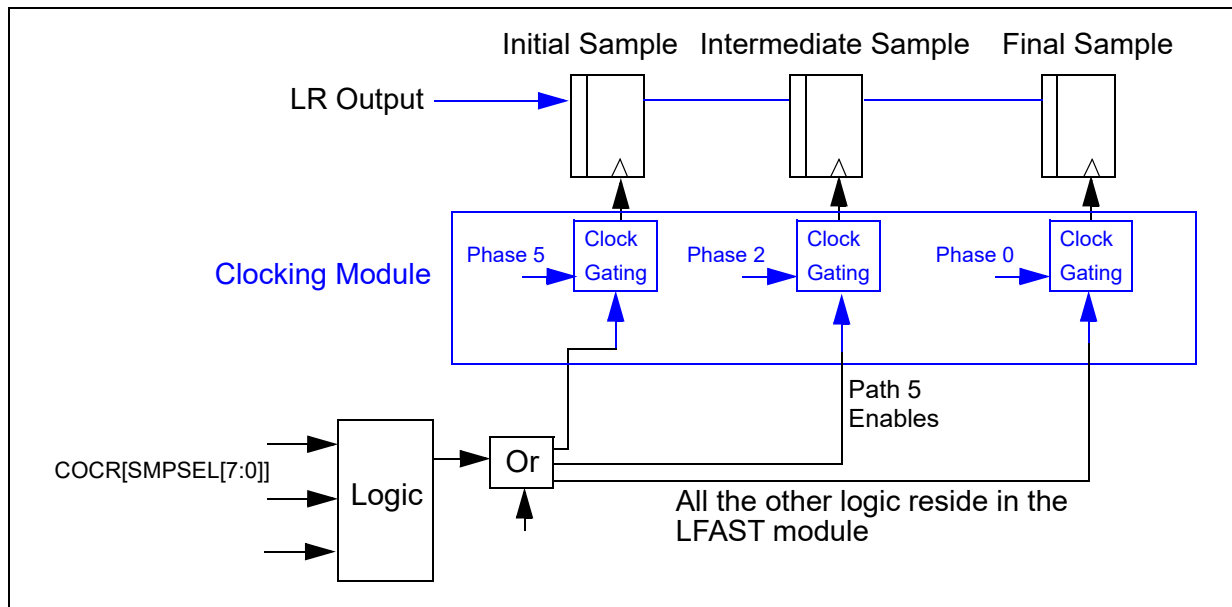 Initial Sample
Intermediate Sample
Final Sample
LR Output
Clock
Gating
Clock
Gating
Clock
Gating
Phase 5
Phase 2
Phase 0
Clocking Module
Path 5
Enables
COCR[SMPSEL[7:0]]
Logic
Or
All the other logic reside in the
LFAST module